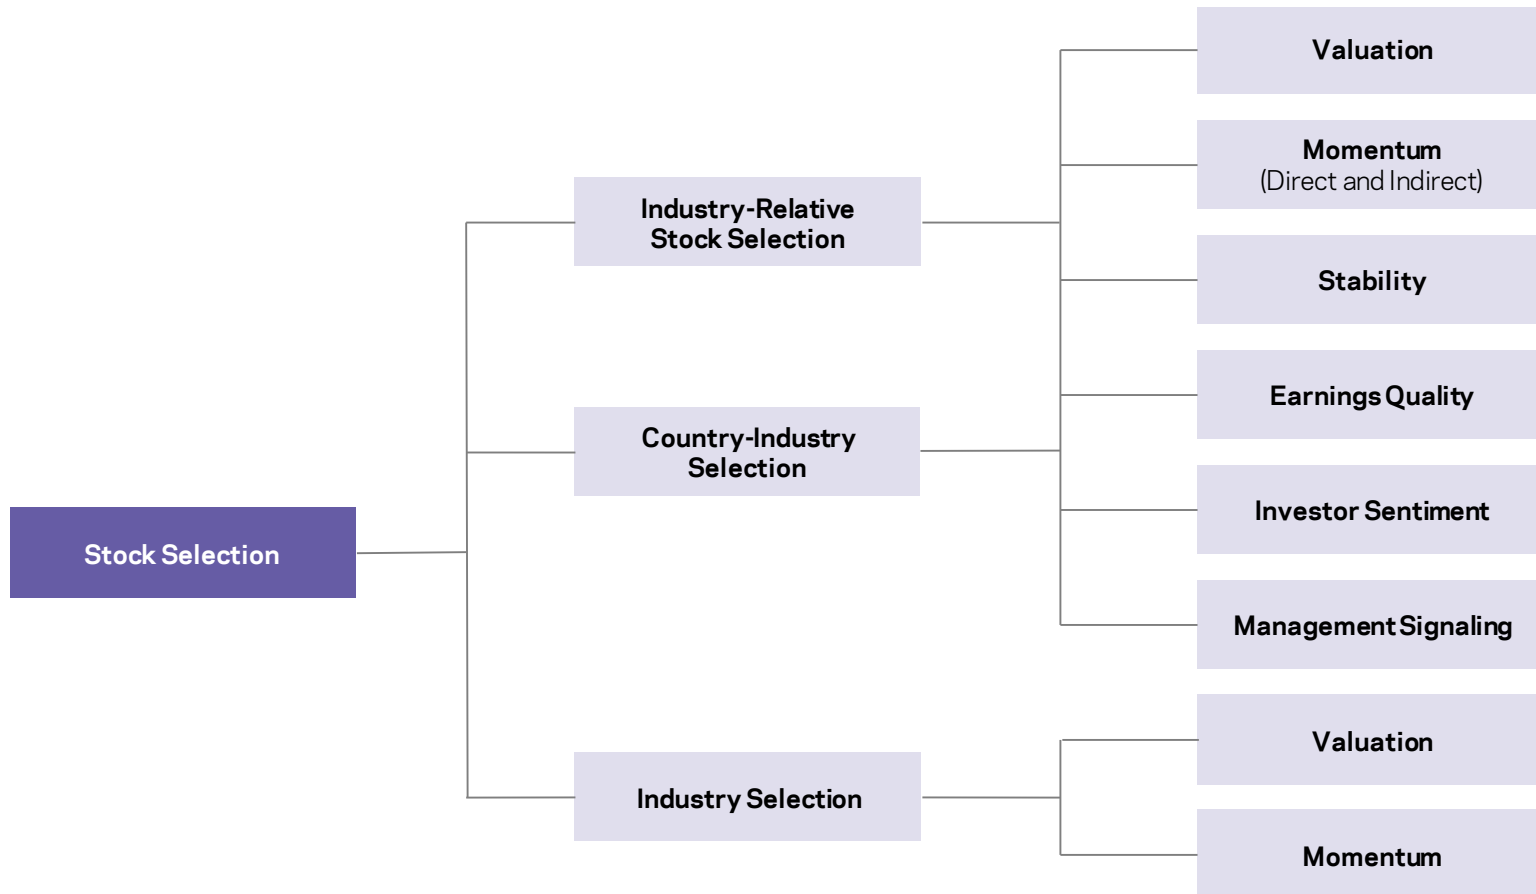 Stock Selection
Industry-Relative
Stock Selection
Country-Industry
Selection
Industry Selection
Valuation
Momentum
(Direct and Indirect)
Stability
Earnings Quality
Investor Sentiment
Management Signaling
Valuation
Momentum